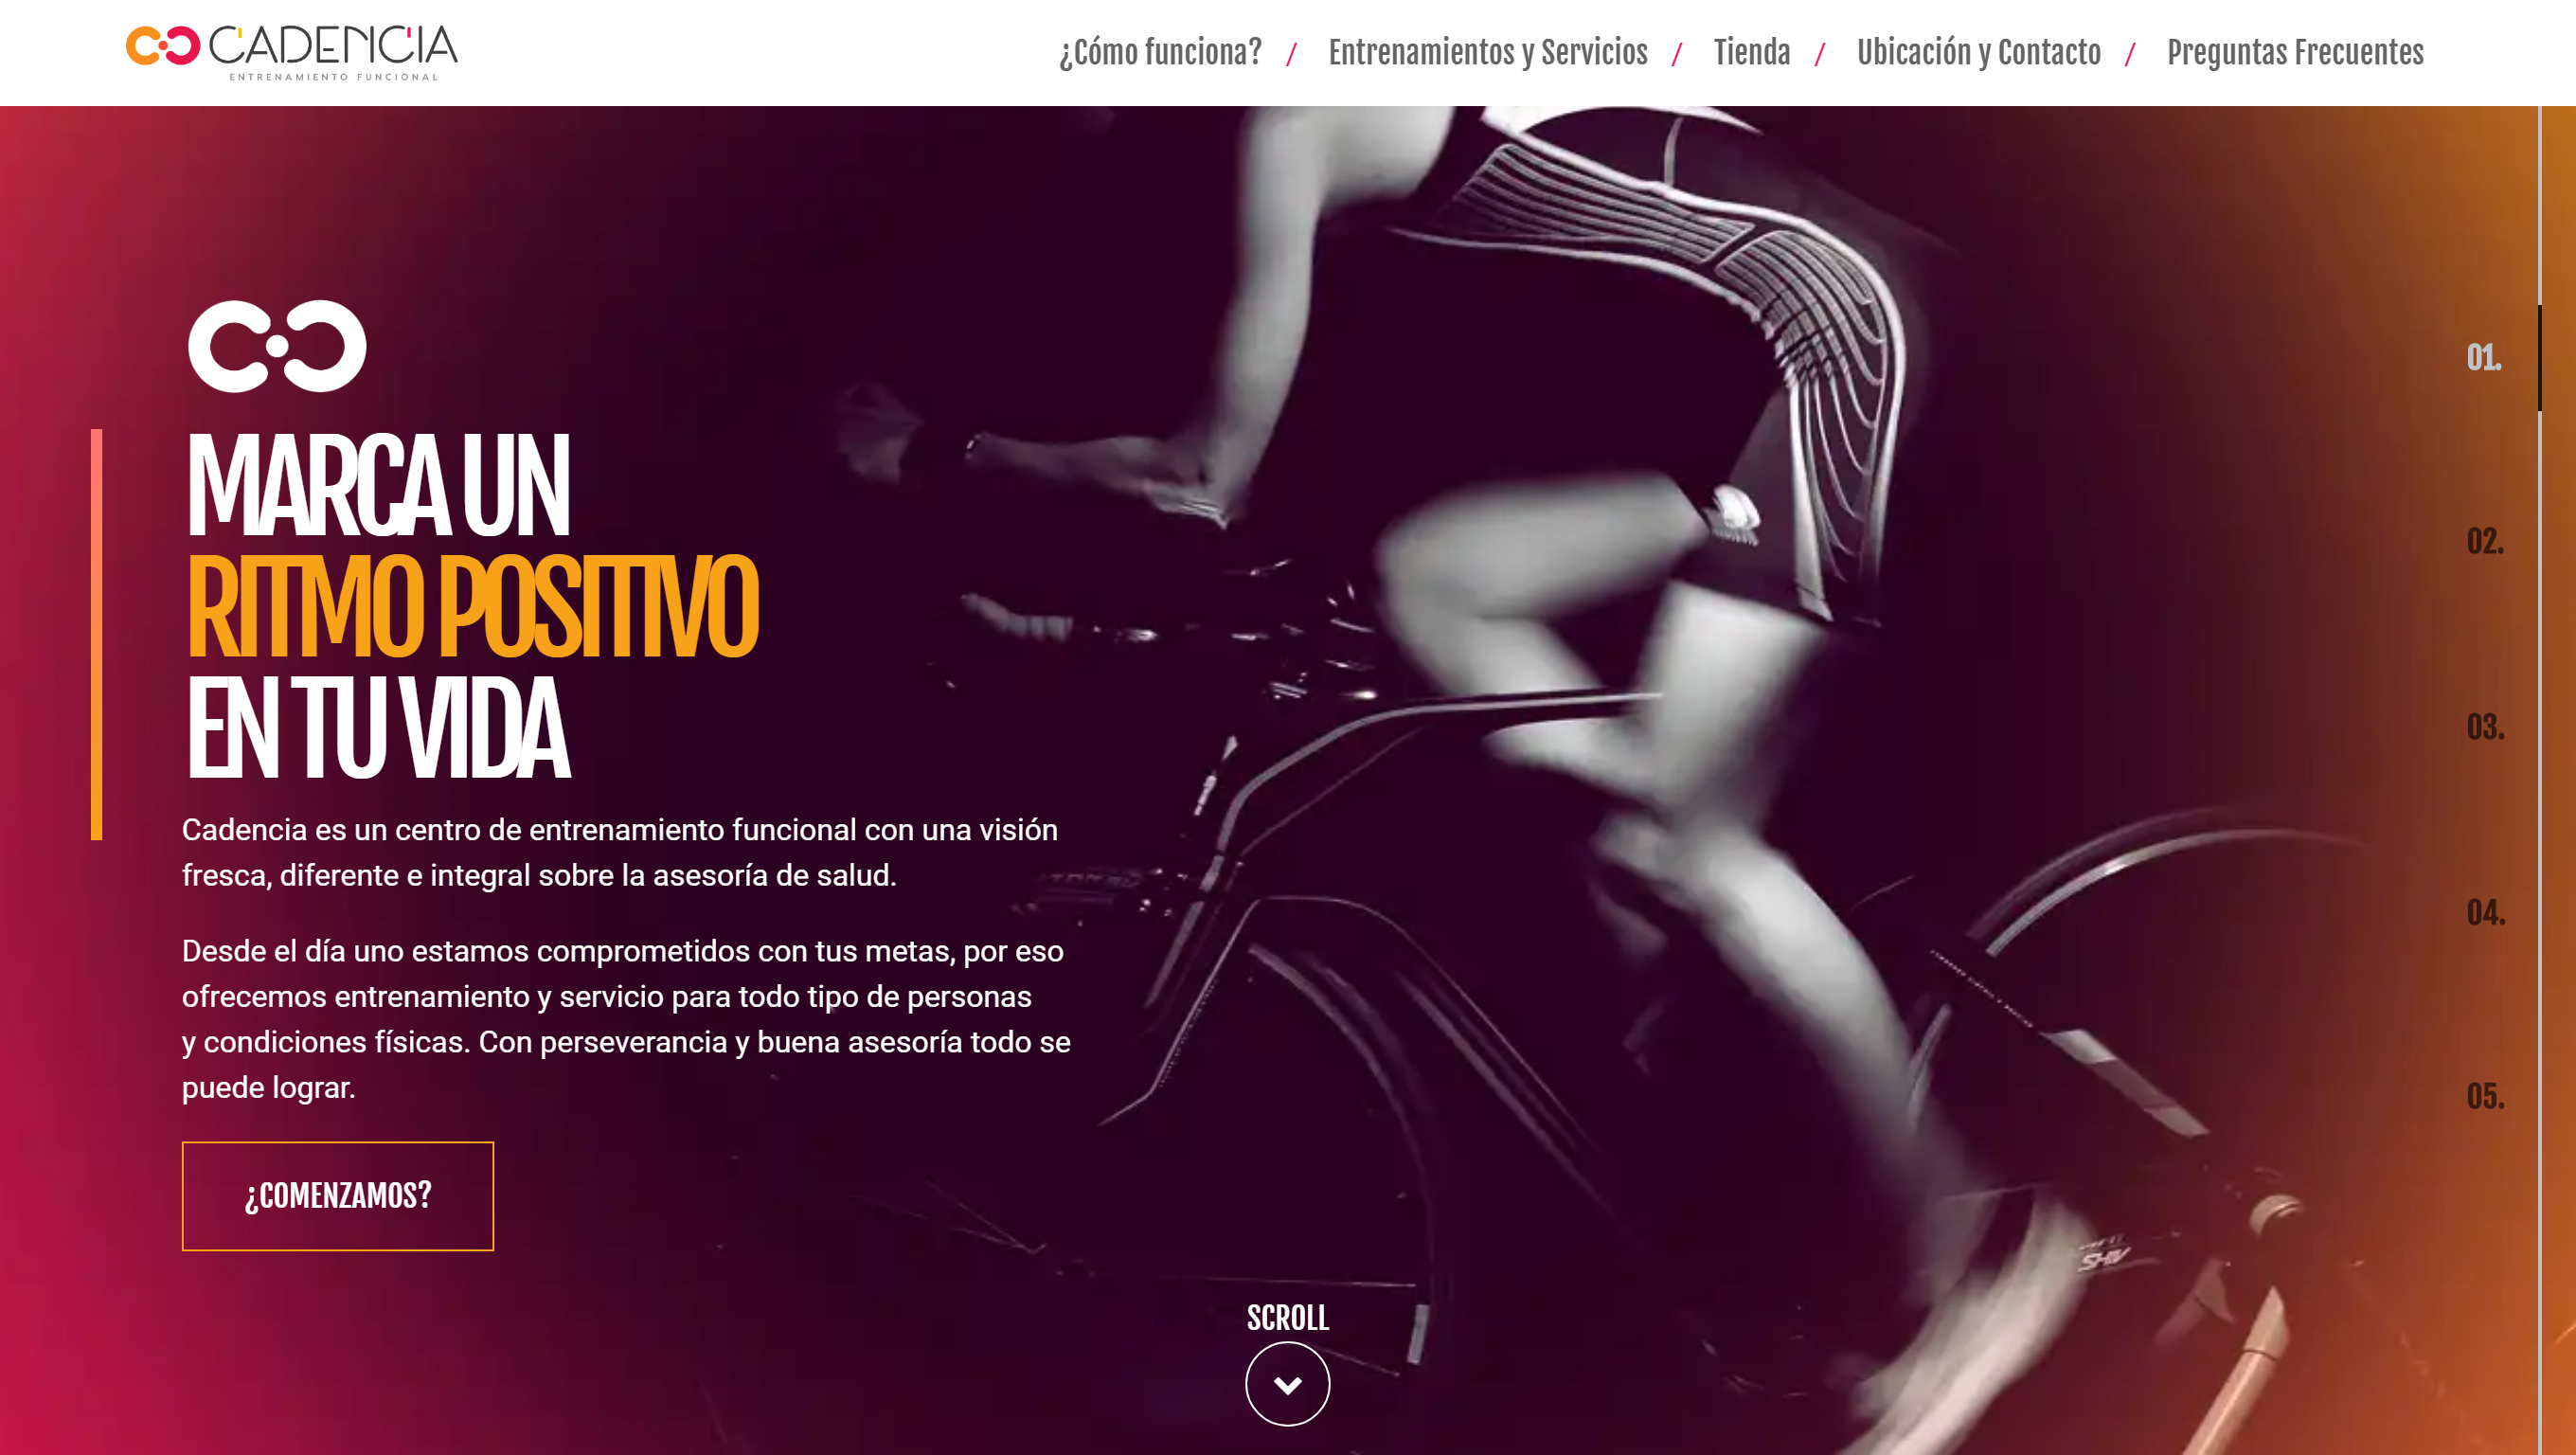 CADENCIA
ENTRENAMIENTO FUNCIONAL
¿Cómo funciona? / Entrenamientos y Servicios / Tienda / Ubicación y Contacto / Preguntas Frecuentes
MARCA UN
RITMO POSITIVO
EN TU VIDA
Cadencia es un centro de entrenamiento funcional con una visión
fresca, diferente e integral sobre la asesoría de salud.
Desde el día uno estamos comprometidos con tus metas, por eso
ofrecemos entrenamiento y servicio para todo tipo de personas
y condiciones físicas. Con perseverancia y buena asesoría todo se
puede lograr.
¿COMENZAMOS?
SCROLL
01.
02.
03.
04.
05.
SHIV